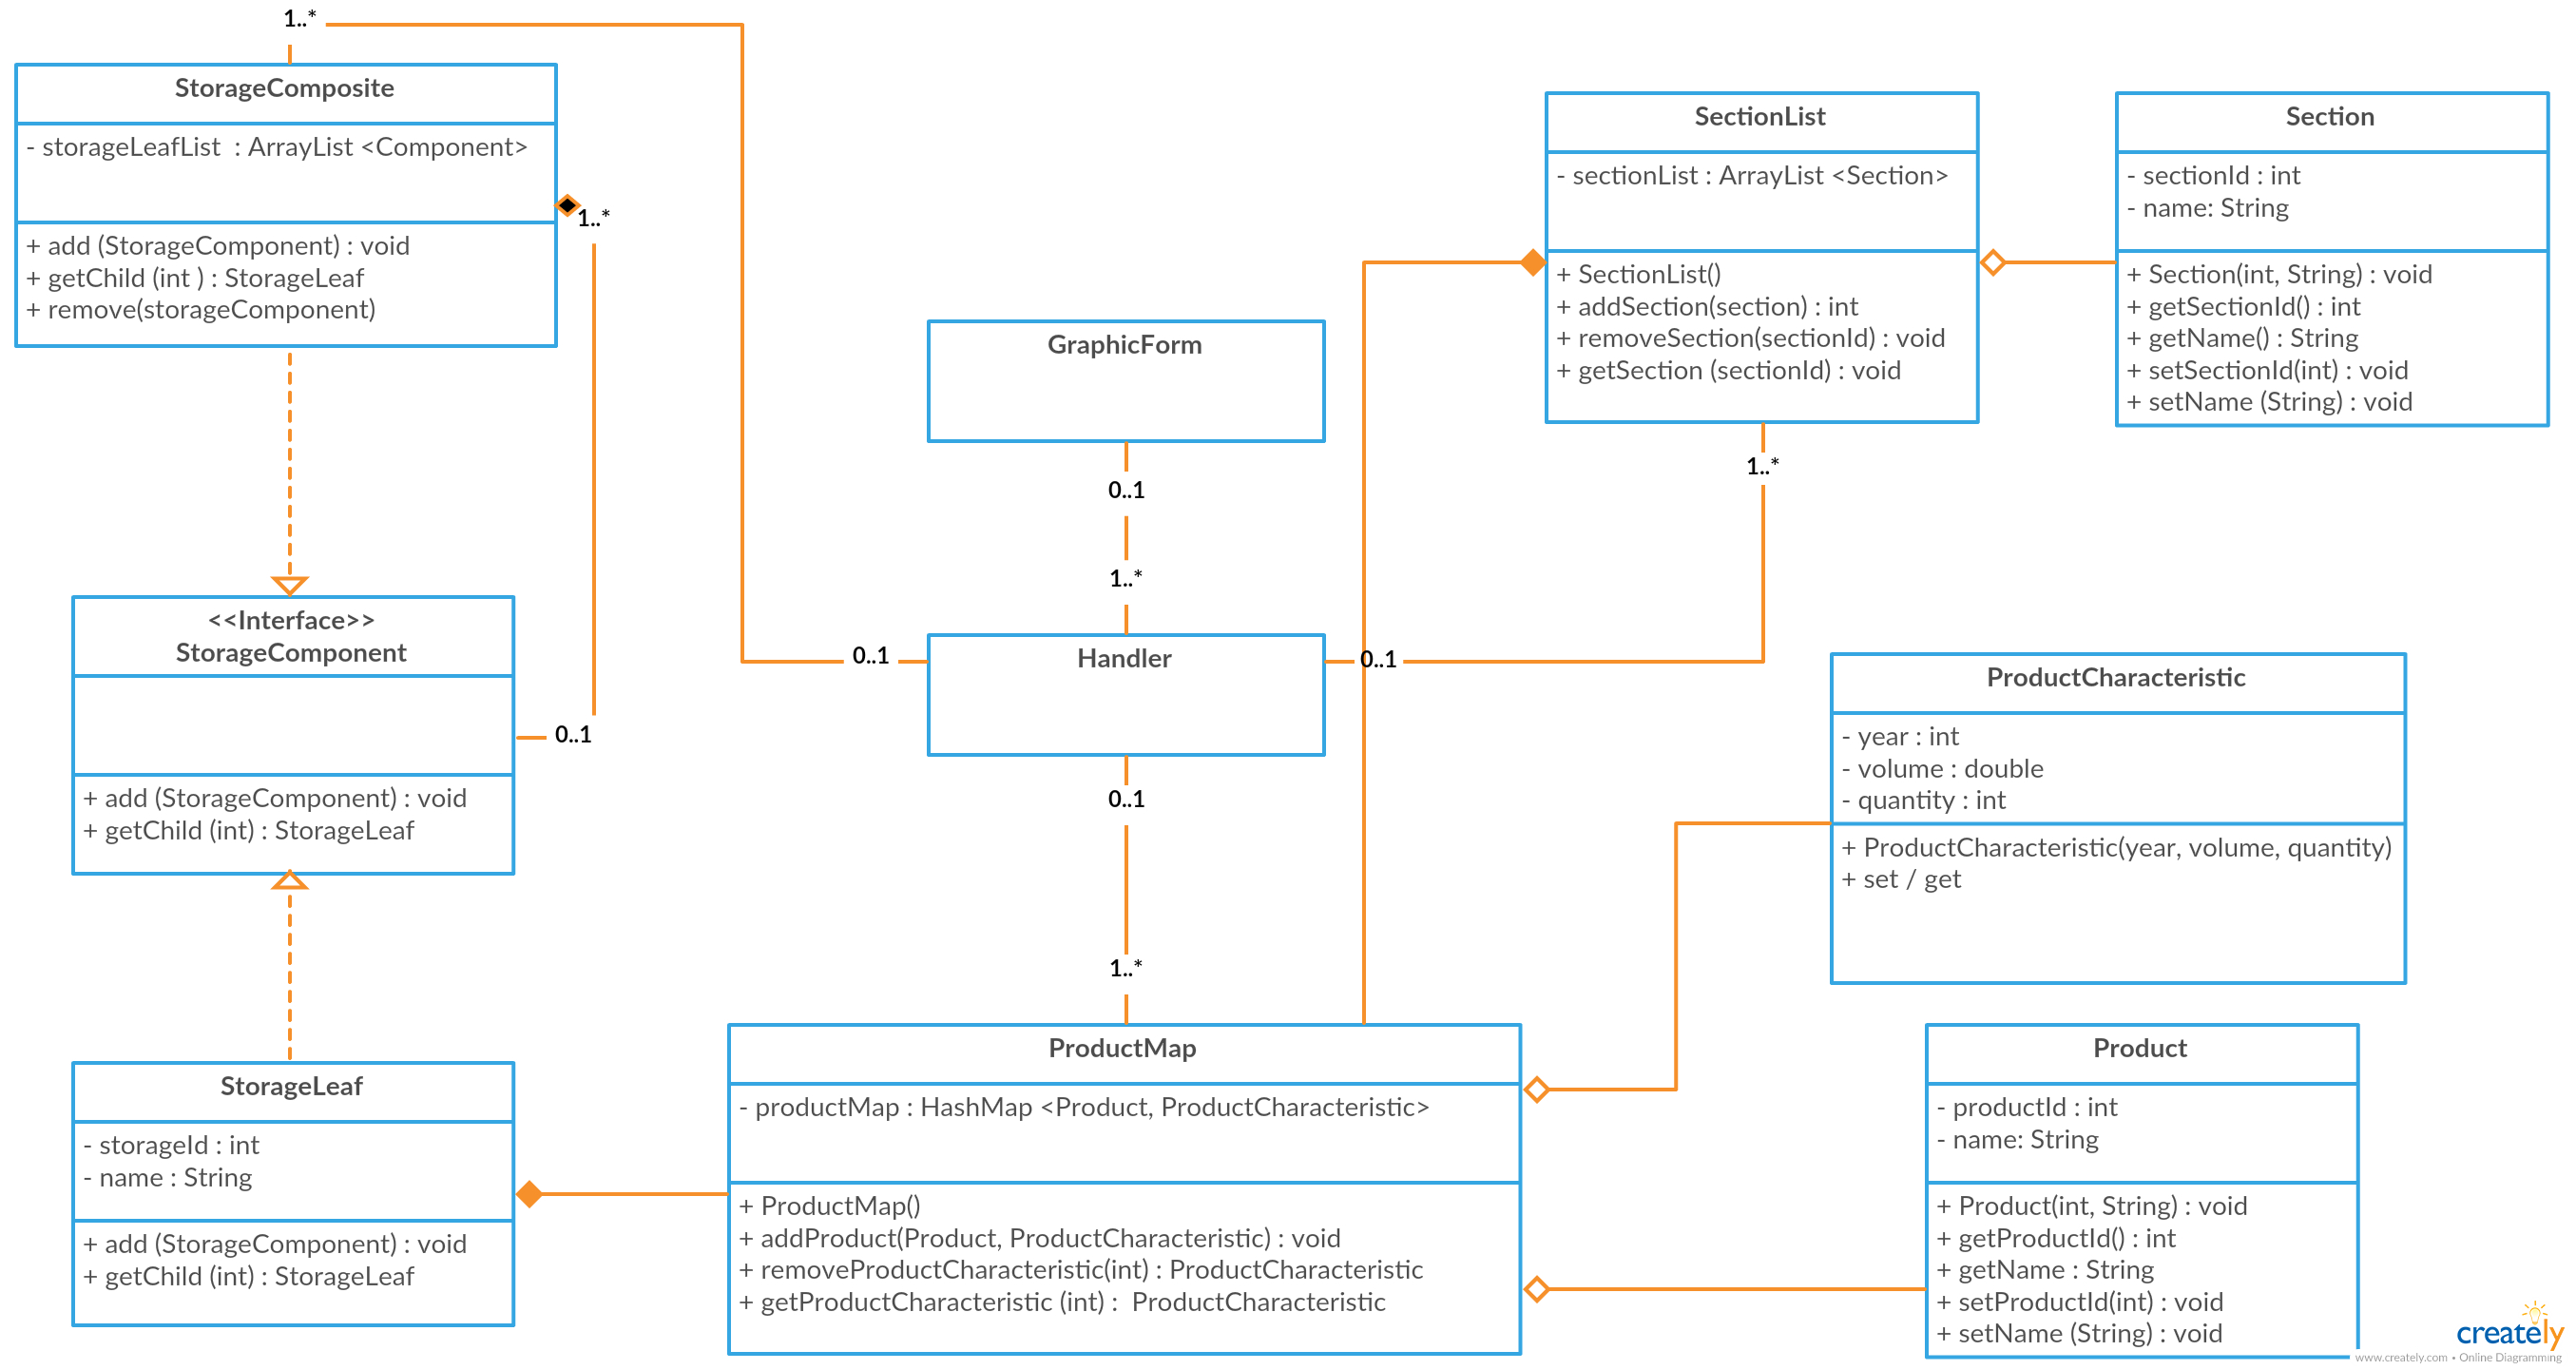 1..*
StorageComposite
- storageLeafList : ArrayList <Component>
+ add (StorageComponent) : void
+ getChild (int ) : StorageLeaf
+ remove(storageComponent)
1..*
<<Interface>>
StorageComponent
+ add (StorageComponent) : void
+ getChild (int) : StorageLeaf
0..1
StorageLeaf
- storageId : int
- name : String
+ add (StorageComponent) : void
+ getChild (int) : StorageLeaf
GraphicForm
0..1
1..*
0..1
Handler
0..1
0..1
1..*
ProductMap
- productMap : HashMap <Product, ProductCharacteristic>
+ ProductMap()
+ addProduct(Product, ProductCharacteristic) : void
+ removeProductCharacteristic(int) : ProductCharacteristic
+ getProductCharacteristic (int) : ProductCharacteristic
SectionList
- sectionList : ArrayList <Section>
+ SectionList()
+ addSection(section) : int
+ removeSection(sectionId) : void
+ getSection (sectionId) : void
1..*
Section
- sectionId : int
- name: String
+ Section(int, String) : void
+ getSectionId() : int
+ getName() : String
+ setSectionId(int) : void
+ setName (String) : void
ProductCharacteristic
- year : int
- volume : double
- quantity : int
+ ProductCharacteristic(year, volume, quantity)
+ set / get
Product
- productId : int
- name: String
+ Product(int, String) : void
+ getProductId() : int
+ getName : String
+ setProductId(int) : void
+ setName (String) : void
creately
www.creately.com • Online Diagramming